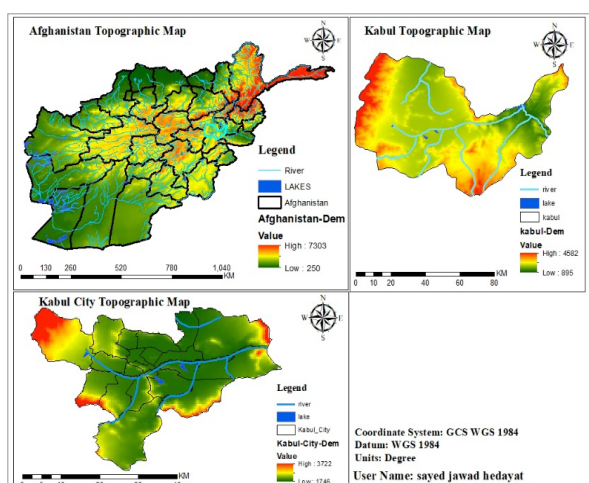 Afghanistan Topographic Map
N
W E
S
Legend
River
LAKES
Afghanistan
Afghanistan-Dem
Value
High : 7303
Low : 250
0 130 260 520 780 1,040
KM
Kabul Topographic Map
N
W E
S
Legend
river
lake
kabul
kabul-Dem
Value
High : 4582
Low : 895
0 10 20 40 60 80
KM
Kabul City Topographic Map
N
W E
S
Legend
river
lake
Kabul_City
Kabul-City-Dem
Value
High : 3722
Low : 1746
KM
Coordinate System: GCS WGS 1984
Datum: WGS 1984
Units: Degree
User Name: sayed jawad hedayat